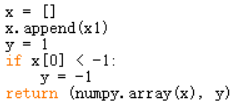 x = []
x.append(x1)
y = 1
if x[0] < -1:
    y = -1
return (numpy.array(x), y)